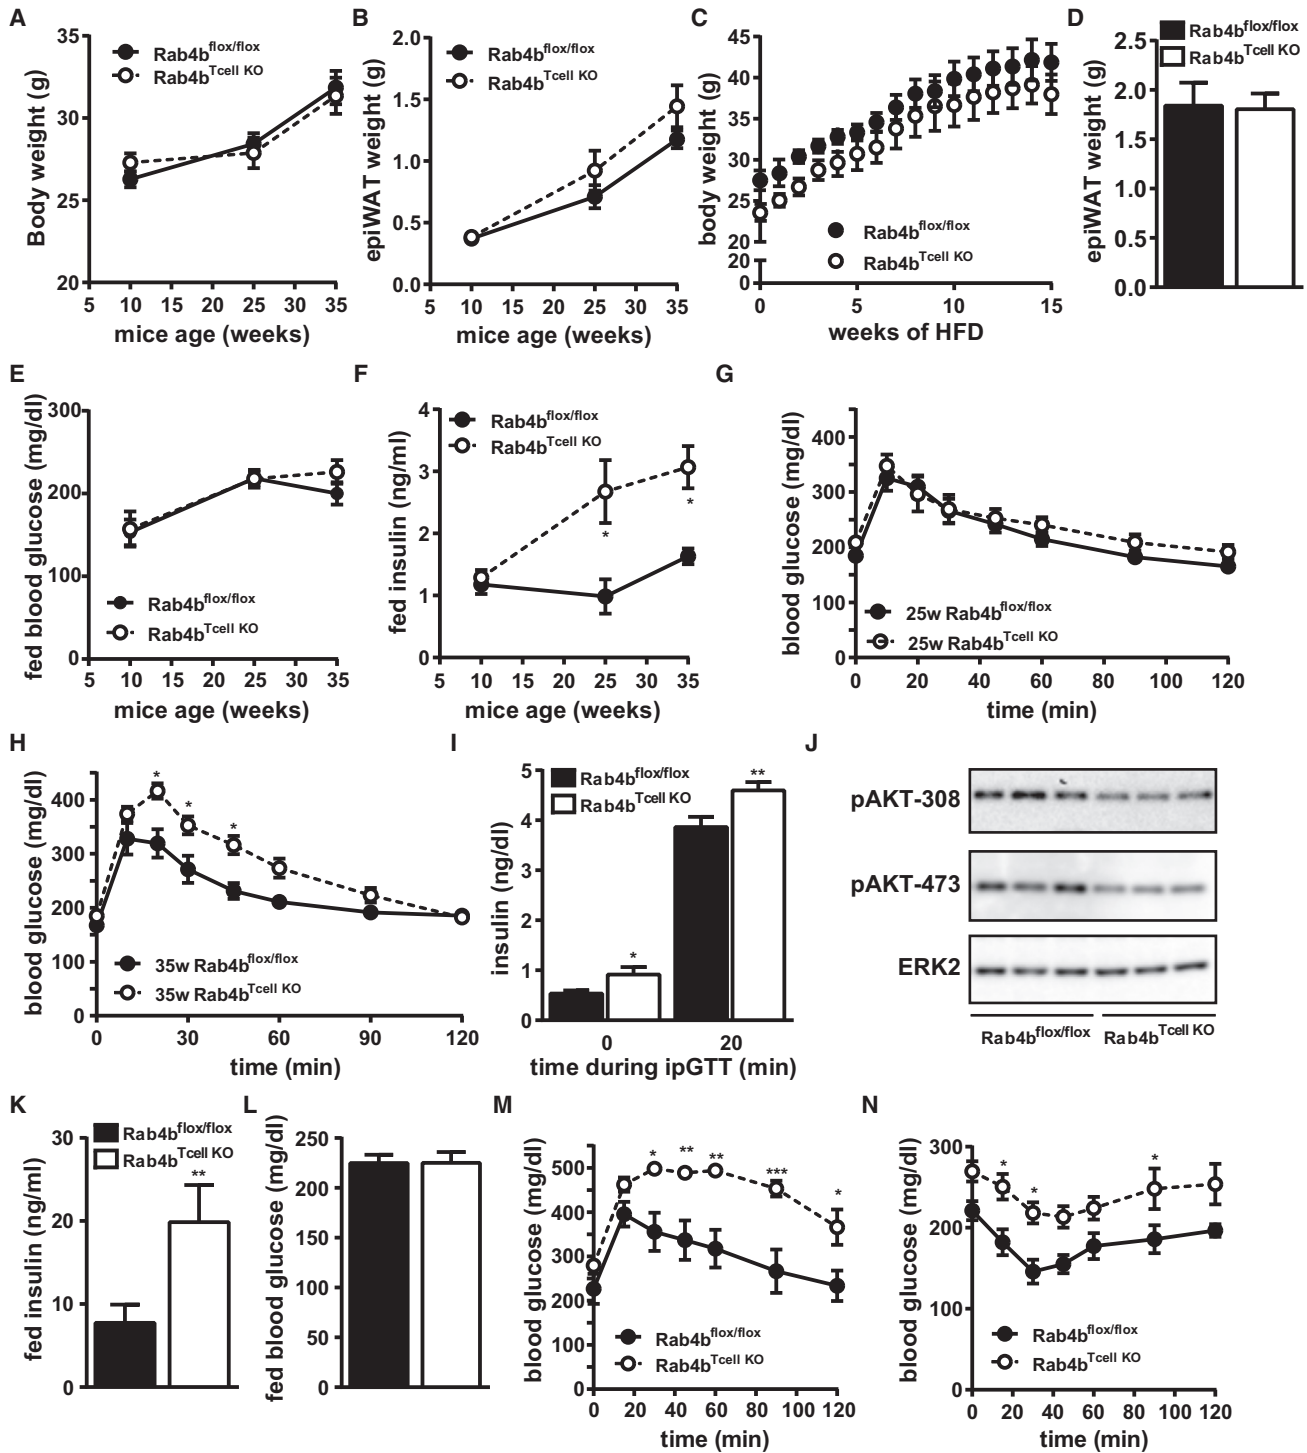 A
Body weight (g)
35
30
25
20
5 10 15 20 25 30 35
mice age (weeks)
Rab4b^flox/flox
Rab4b^Tcell KO
B
epiWAT weight (g)
2.0
1.5
1.0
0.5
0.0
5 10 15 20 25 30 35
mice age (weeks)
Rab4b^flox/flox
Rab4b^Tcell KO
C
body weight (g)
45
40
35
30
25
20
20
0
0 5 10 15
weeks of HFD
Rab4b^flox/flox
Rab4b^Tcell KO
D
Rab4b^flox/flox
Rab4b^Tcell KO
epiWAT weight (g)
2.5
2.0
1.5
1.0
0.5
0.0
E
fed blood glucose (mg/dl)
300
200
100
0
5 10 15 20 25 30 35
mice age (weeks)
Rab4b^flox/flox
Rab4b^Tcell KO
F
fed insulin (ng/ml)
4
3
2
1
0
5 10 15 20 25 30 35
mice age (weeks)
Rab4b^flox/flox
Rab4b^Tcell KO
* *
G
blood glucose (mg/dl)
400
300
200
100
0
0 20 40 60 80 100 120
time (min)
25w Rab4b^flox/flox
25w Rab4b^Tcell KO
H
blood glucose (mg/dl)
400
300
200
100
0
0 30 60 90 120
time (min)
35w Rab4b^flox/flox
35w Rab4b^Tcell KO
* * *
I
insulin (ng/dl)
5
4
3
2
1
0
0 20
time during ipGTT (min)
Rab4b^flox/flox
Rab4b^Tcell KO
* **
J
pAKT-308
pAKT-473
ERK2
Rab4b^flox/flox Rab4b^Tcell KO
K
Rab4b^flox/flox
Rab4b^Tcell KO
**
fed insulin (ng/ml)
30
20
10
0
L
fed blood glucose (mg/dl)
250
200
150
100
50
0
M
blood glucose (mg/dl)
500
400
300
200
100
0
0 20 40 60 80 100 120
time (min)
Rab4b^flox/flox
Rab4b^Tcell KO
* ** ** *** *
N
blood glucose (mg/dl)
300
200
100
0
0 20 40 60 80 100 120
time (min)
Rab4b^flox/flox
Rab4b^Tcell KO
* * *